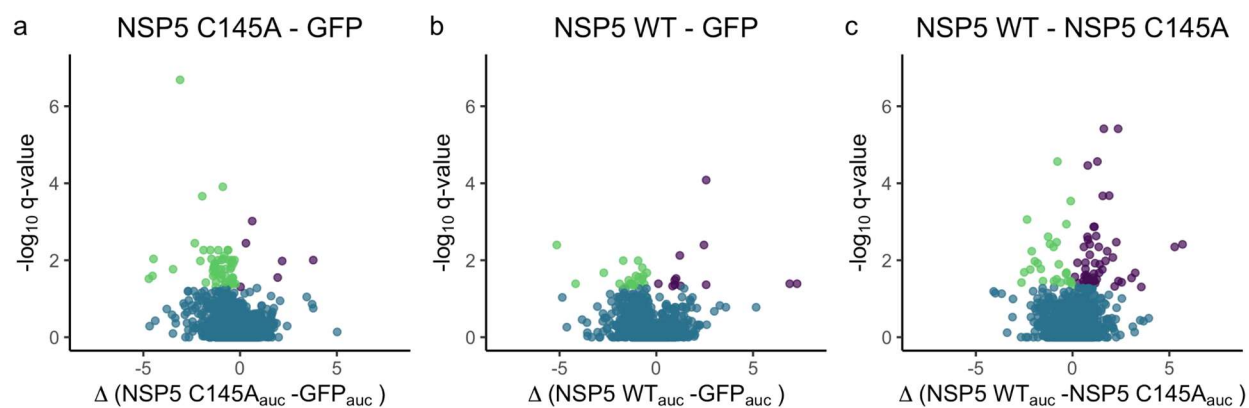 a NSP5 C145A - GFP
6
4
2
0
-log₁₀ q-value
-5 0 5
Δ (NSP5 C145Aauc -GFPauc )
b NSP5 WT - GFP
6
4
2
0
-log₁₀ q-value
-5 0 5
Δ (NSP5 WTauc -GFPauc )
c NSP5 WT - NSP5 C145A
6
4
2
0
-log₁₀ q-value
-5 0 5
Δ (NSP5 WTauc -NSP5 C145Aauc )